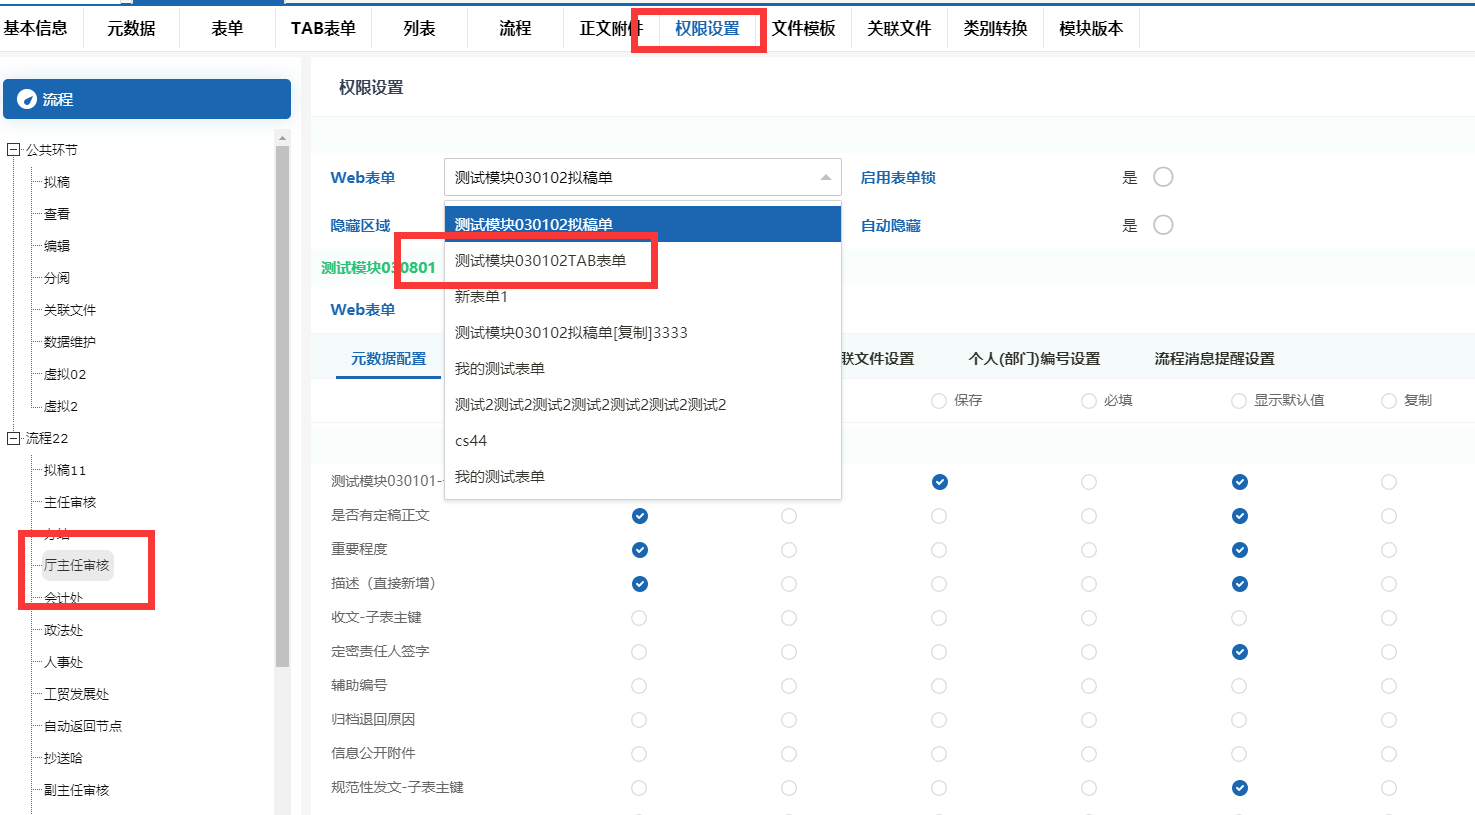 基本信息 元数据 表单 TAB表单 列表 流程 正文附件 权限设置 文件模板 关联文件 类别转换 模块版本
流程
公共环节
拟稿
查看
编辑
分阅
关联文件
数据维护
虚拟02
虚拟2
流程22
拟稿11
主任审核
厅主任审核
会计处
政法处
人事处
工贸发展处
自动返回节点
抄送哈
副主任审核
权限设置
Web表单 测试模块030102拟稿单 启用表单锁 是
隐藏区域 测试模块030102拟稿单 自动隐藏 是
测试模块030801 测试模块030102TAB表单
新表单1
Web表单
测试模块030102拟稿单[复制]3333
元数据配置 联文件设置 个人(部门)编号设置 流程消息提醒设置
我的测试表单
测试2测试2测试2测试2测试2测试2测试2 保存 必填 显示默认值 复制
cs44
我的测试表单
测试模块030101-
是否有定稿正文
重要程度
描述（直接新增）
收文-子表主键
定密责任人签字
辅助编号
归档退回原因
信息公开附件
规范性发文-子表主键